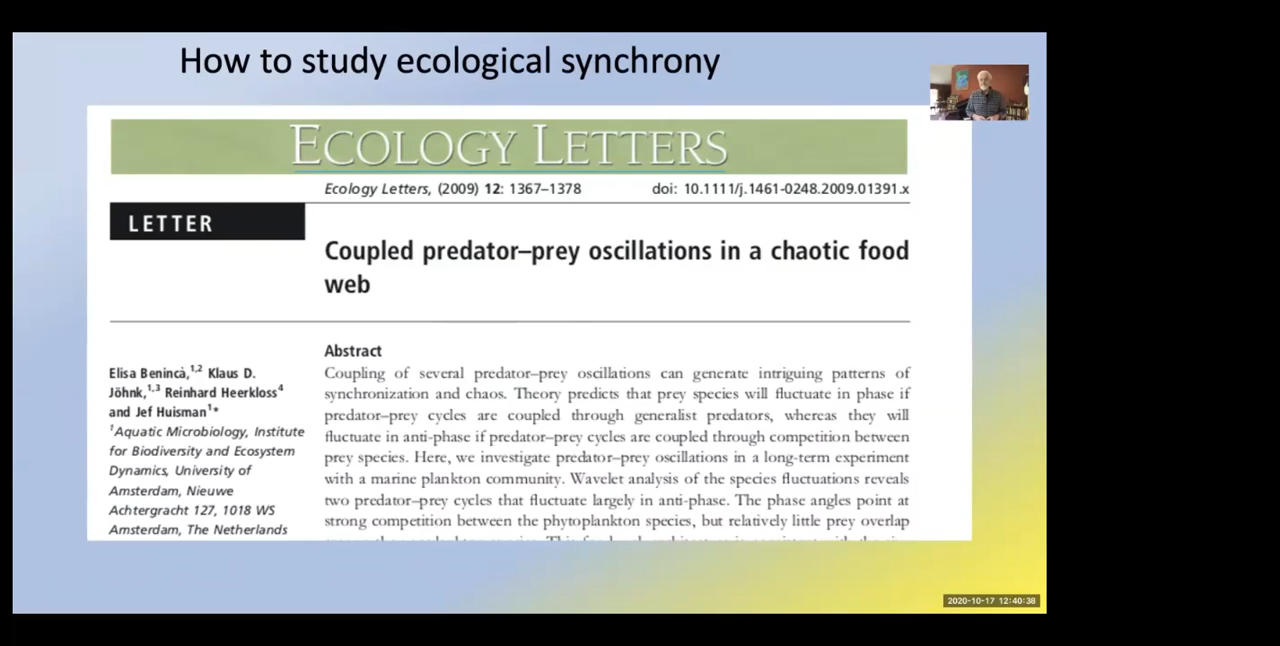 How to study ecological synchrony
ECOLOGY LETTERS
Ecology Letters, (2009) 12: 1367–1378
doi: 10.1111/j.1461-0248.2009.01391.x
LETTER
Coupled predator–prey oscillations in a chaotic food
web
Elisa Benincà,1,2 Klaus D.
Jöhnk,1,3 Reinhard Heerkloss4
and Jef Huisman1*
1Aquatic Microbiology, Institute
for Biodiversity and Ecosystem
Dynamics, University of
Amsterdam, Nieuwe
Achtergracht 127, 1018 WS
Amsterdam, The Netherlands
Abstract
Coupling of several predator–prey oscillations can generate intriguing patterns of
synchronization and chaos. Theory predicts that prey species will fluctuate in phase if
predator–prey cycles are coupled through generalist predators, whereas they will
fluctuate in anti-phase if predator–prey cycles are coupled through competition between
prey species. Here, we investigate predator–prey oscillations in a long-term experiment
with a marine plankton community. Wavelet analysis of the species fluctuations reveals
two predator–prey cycles that fluctuate largely in anti-phase. The phase angles point at
strong competition between the phytoplankton species, but relatively little prey overlap
2020-10-17 12:40:38